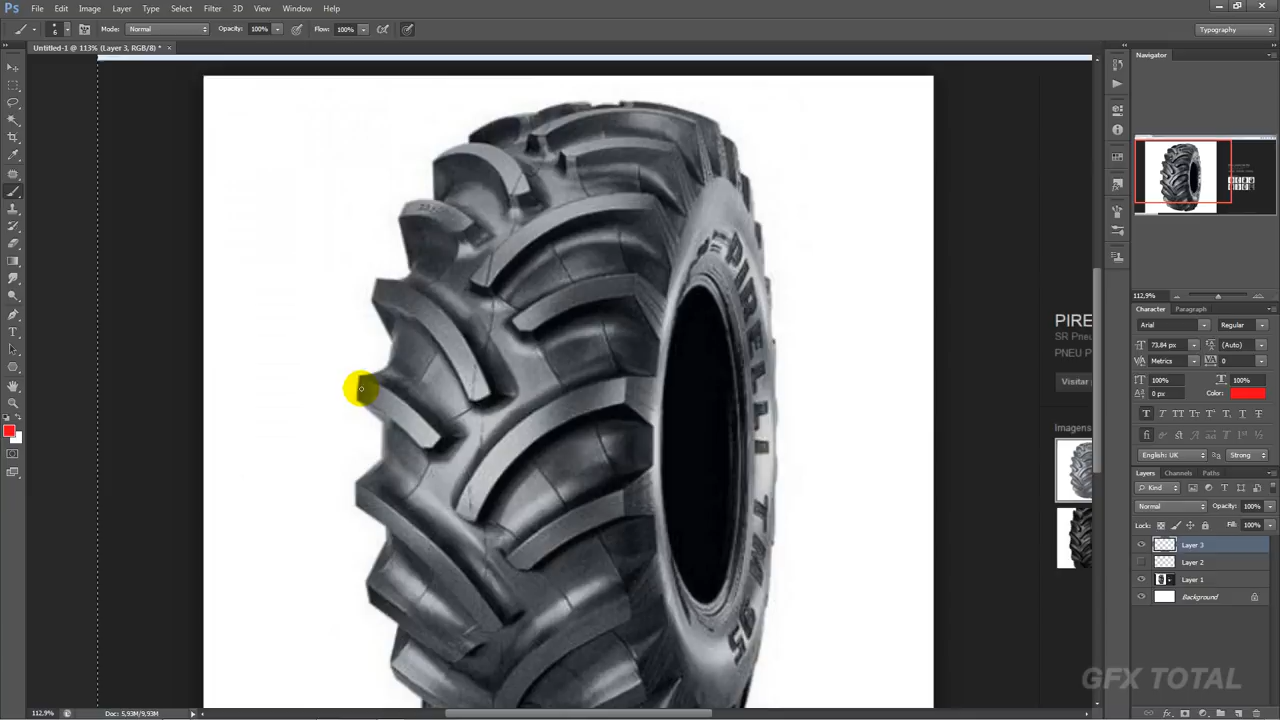 Ps File Edit Image Layer Type Select Filter 3D View Window Help
6 Mode: Normal Opacity: 100% Flow: 100% Typography
Untitled-1 @ 113% (Layer 3, RGB/8) * ×
Navigator
112,9%
Character Paragraph
Arial Regular
73.84 px (Auto)
Metrics 0
100% 100%
0 px Color:
English: UK Strong
Layers Channels Paths
Kind
Normal Opacity: 100%
Lock: Fill: 100%
Layer 3
Layer 2
Layer 1
Background
PIRE
SR Pneu
PNEU P
Visitar
Imagens
PIRELLI TM 95
GFX TOTAL
112,9% Doc: 5,93M/9,93M